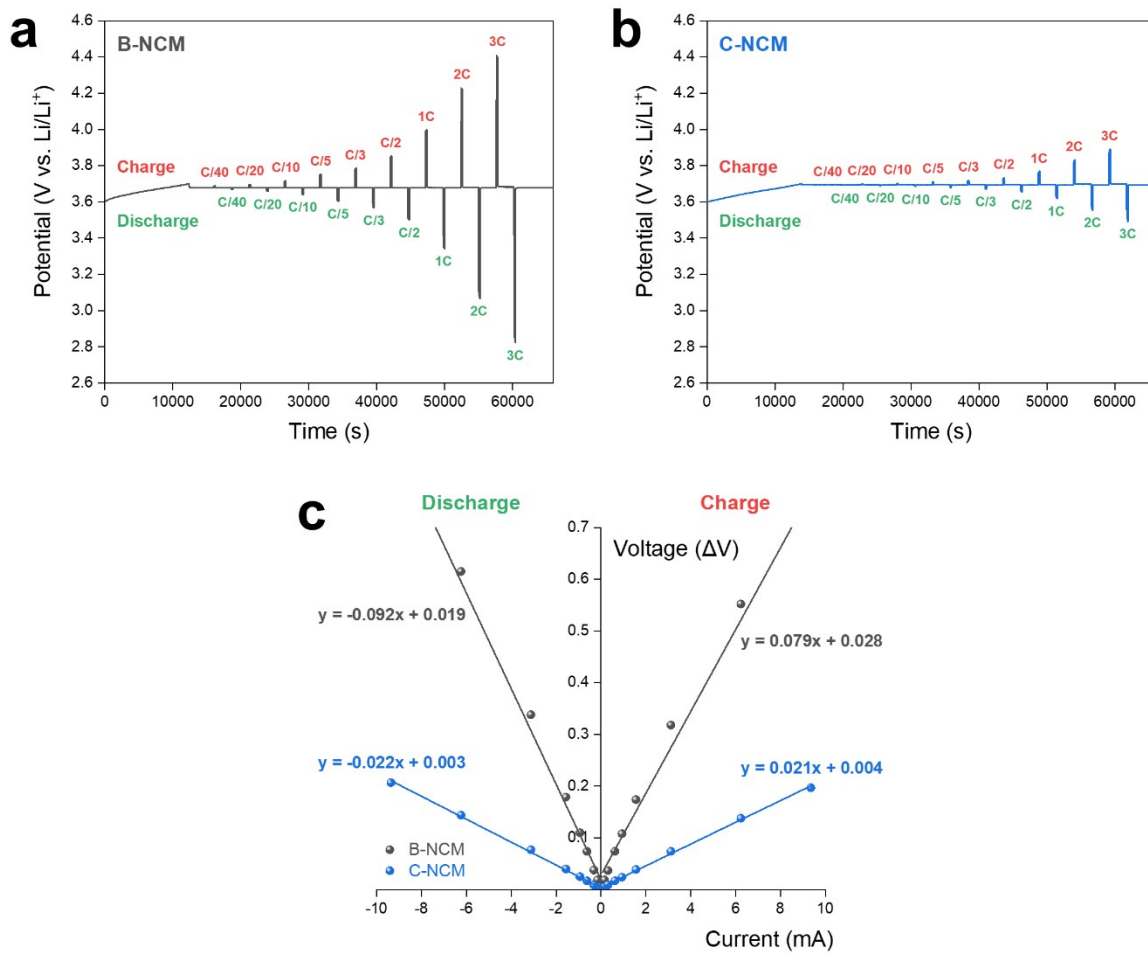 a
B-NCM
4.6
4.4
4.2
4.0
3.8
3.6
3.4
3.2
3.0
2.8
2.6
Potential (V vs. Li/Li⁺)
Charge
Discharge
C/40
C/20
C/10
C/5
C/3
C/2
1C
2C
3C
C/40
C/20
C/10
C/5
C/3
C/2
1C
2C
3C
0 10000 20000 30000 40000 50000 60000
Time (s)
b
C-NCM
4.6
4.4
4.2
4.0
3.8
3.6
3.4
3.2
3.0
2.8
2.6
Potential (V vs. Li/Li⁺)
Charge
Discharge
C/40
C/20
C/10
C/5
C/3
C/2
1C
2C
3C
C/40
C/20
C/10
C/5
C/3
C/2
1C
2C
3C
0 10000 20000 30000 40000 50000 60000
Time (s)
c
Discharge
Charge
Voltage (ΔV)
0.7
0.6
0.5
0.4
0.3
0.2
0.1
y = -0.092x + 0.019
y = 0.079x + 0.028
y = -0.022x + 0.003
y = 0.021x + 0.004
B-NCM
C-NCM
-10 -8 -6 -4 -2 0 2 4 6 8 10
Current (mA)